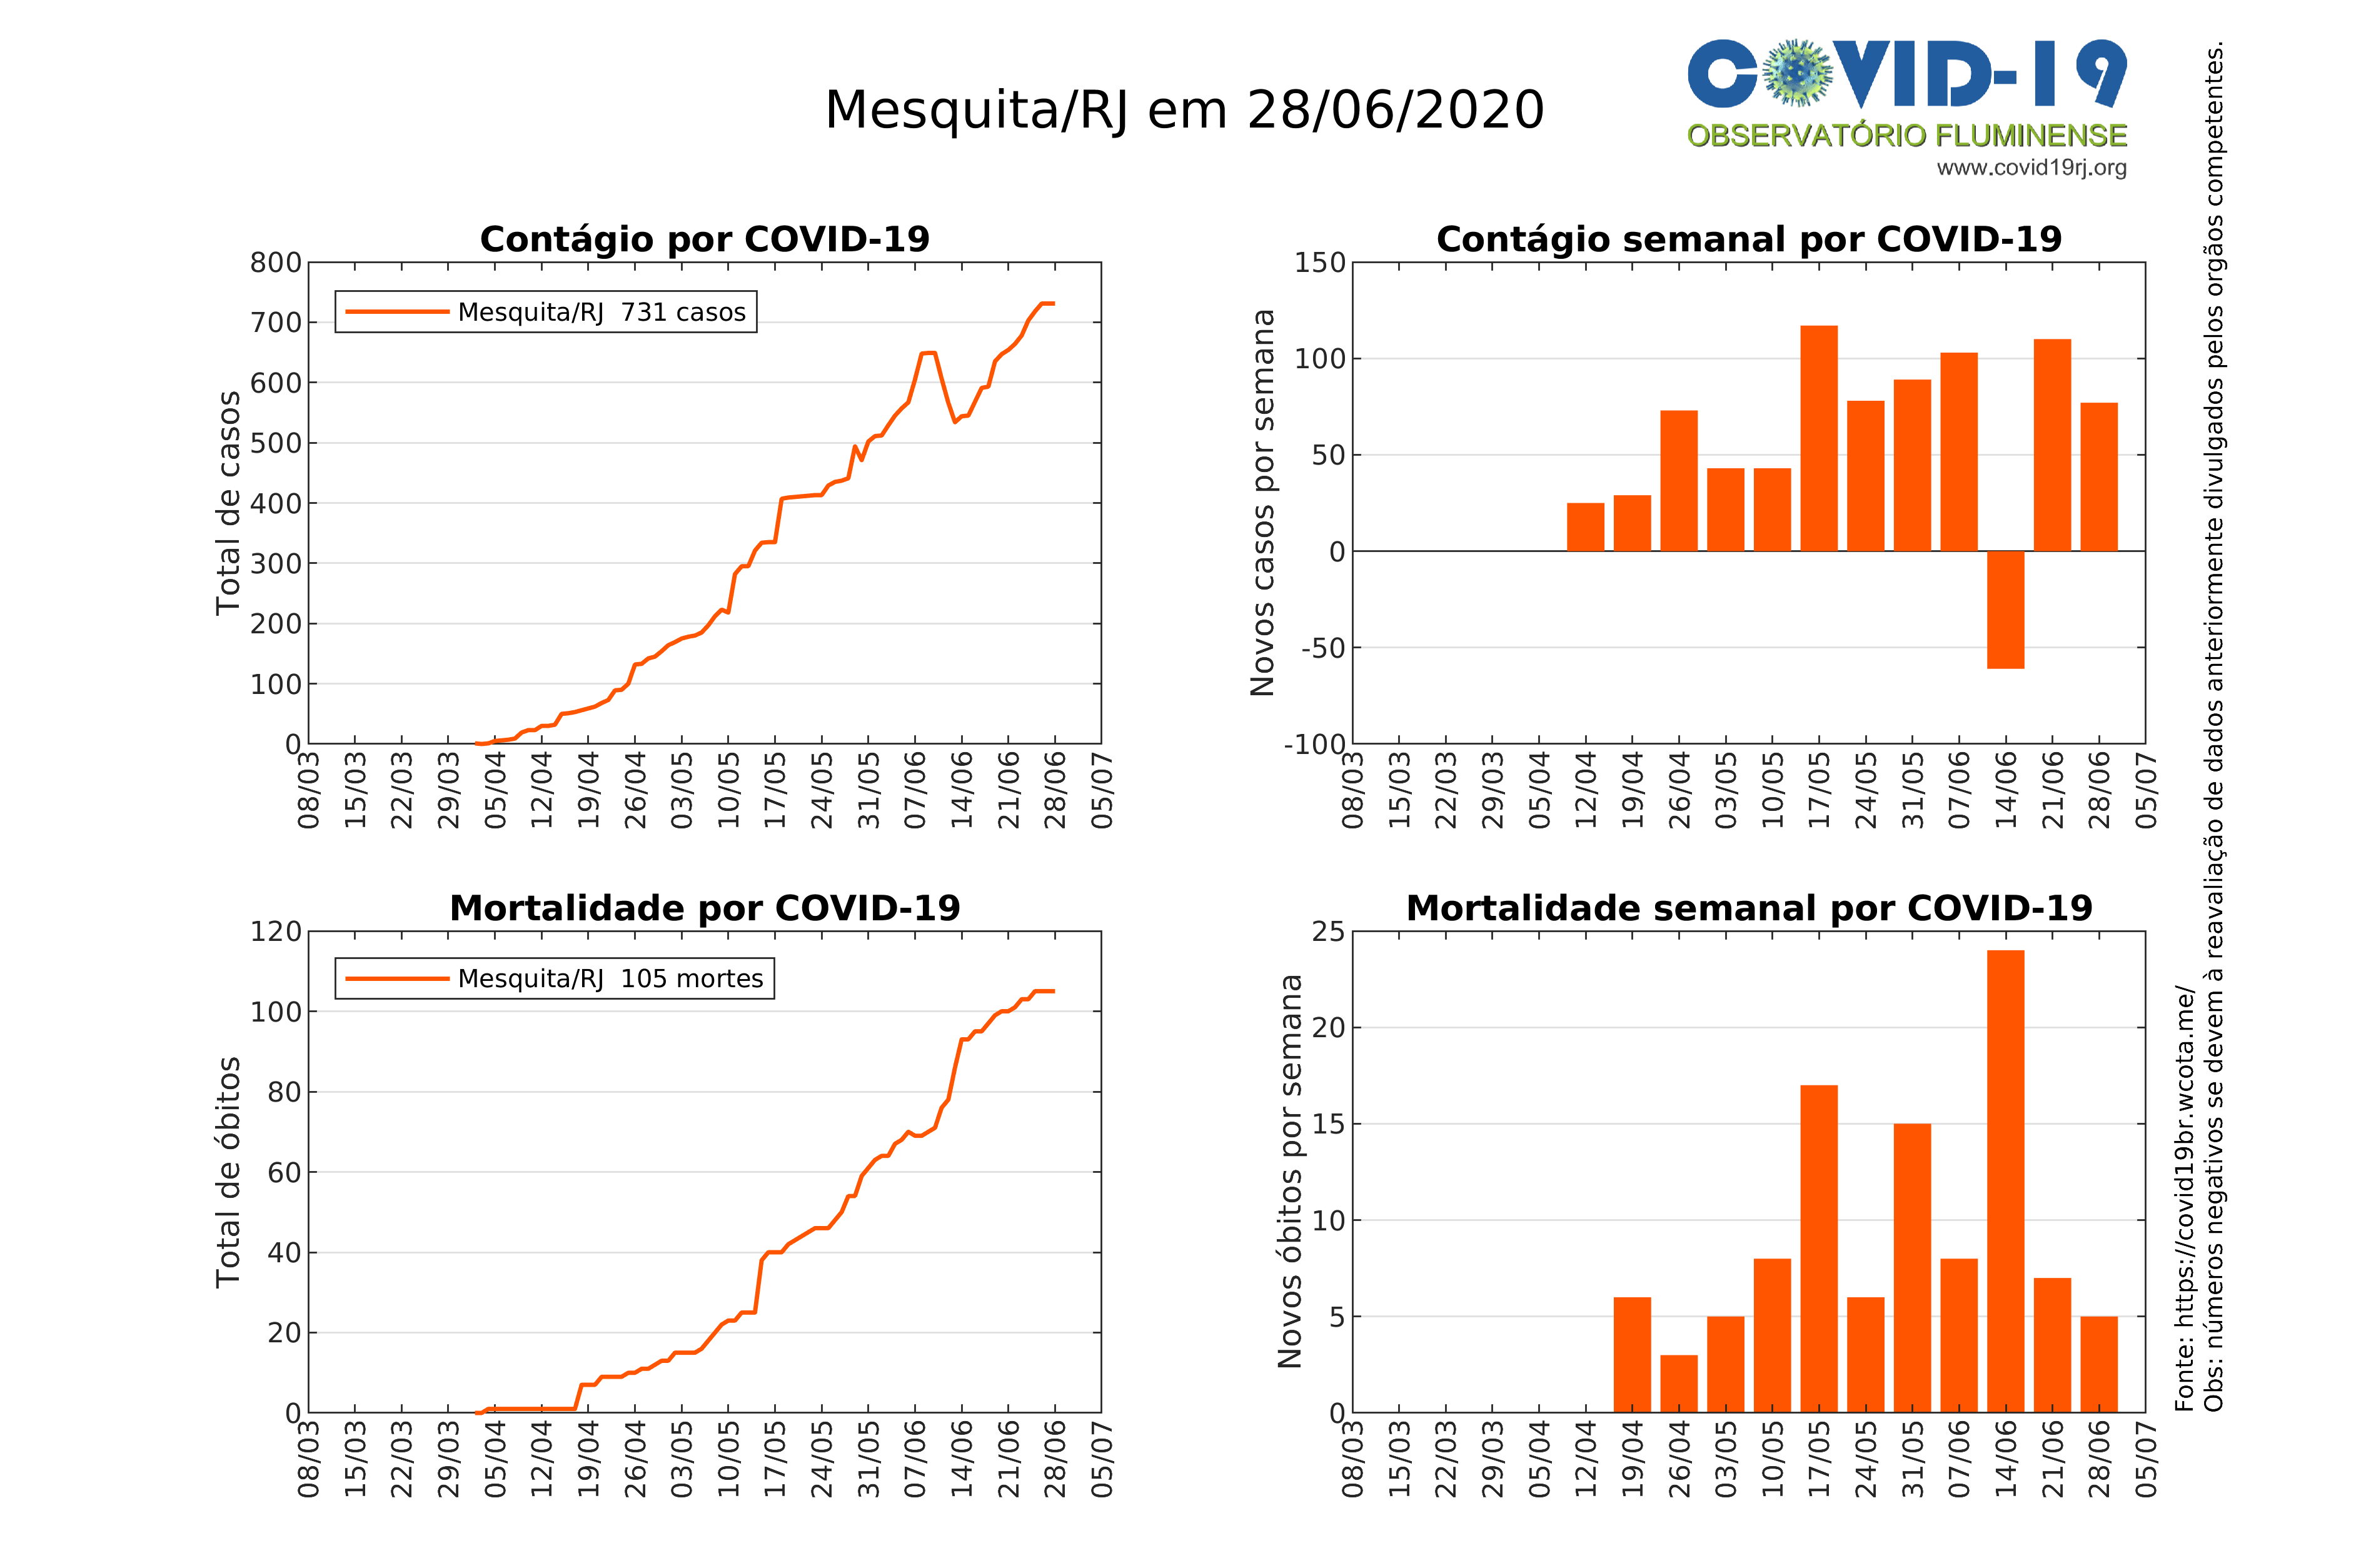 Mesquita/RJ em 28/06/2020
COVID-19
OBSERVATÓRIO FLUMINENSE
www.covid19rj.org
Contágio por COVID-19
Total de casos
800
700
600
500
400
300
200
100
0
Mesquita/RJ 731 casos
08/03 15/03 22/03 29/03 05/04 12/04 19/04 26/04 03/05 10/05 17/05 24/05 31/05 07/06 14/06 21/06 28/06 05/07
Contágio semanal por COVID-19
Novos casos por semana
150
100
50
0
-50
-100
08/03 15/03 22/03 29/03 05/04 12/04 19/04 26/04 03/05 10/05 17/05 24/05 31/05 07/06 14/06 21/06 28/06 05/07
Mortalidade por COVID-19
Total de óbitos
120
100
80
60
40
20
0
Mesquita/RJ 105 mortes
08/03 15/03 22/03 29/03 05/04 12/04 19/04 26/04 03/05 10/05 17/05 24/05 31/05 07/06 14/06 21/06 28/06 05/07
Mortalidade semanal por COVID-19
Novos óbitos por semana
25
20
15
10
5
0
08/03 15/03 22/03 29/03 05/04 12/04 19/04 26/04 03/05 10/05 17/05 24/05 31/05 07/06 14/06 21/06 28/06 05/07
Fonte: https://covid19br.wcota.me/
Obs: números negativos se devem à reavaliação de dados anteriormente divulgados pelos orgãos competentes.